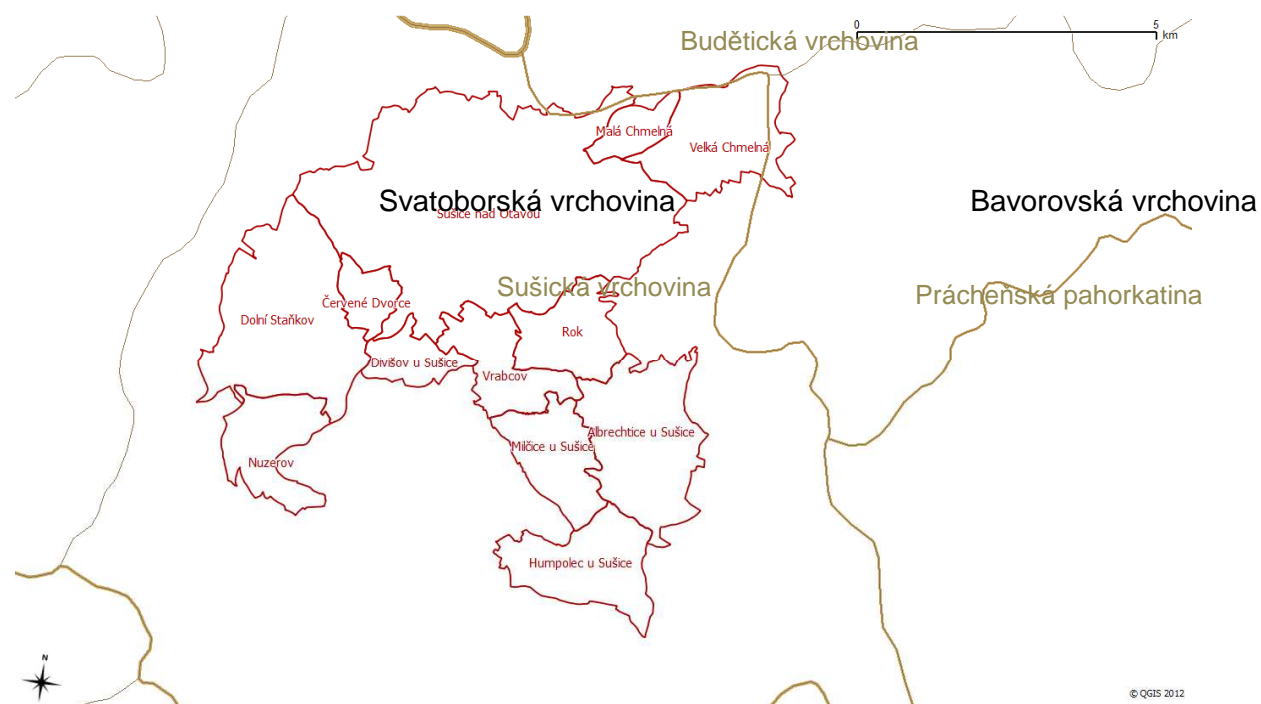 0 5
km
Budětická vrchovina
Malá Chmelná
Velká Chmelná
Svatoborská vrchovina
Bavorovská vrchovina
Sušice nad Otavou
Sušická vrchovina
Červené Dvorce
Prácheňská pahorkatina
Dolní Staňkov
Rok
Divišov u Sušice
Vrabcov
Albrechtice u Sušice
Milčice u Sušice
Nuzerov
Humpolec u Sušice
N
© QGIS 2012